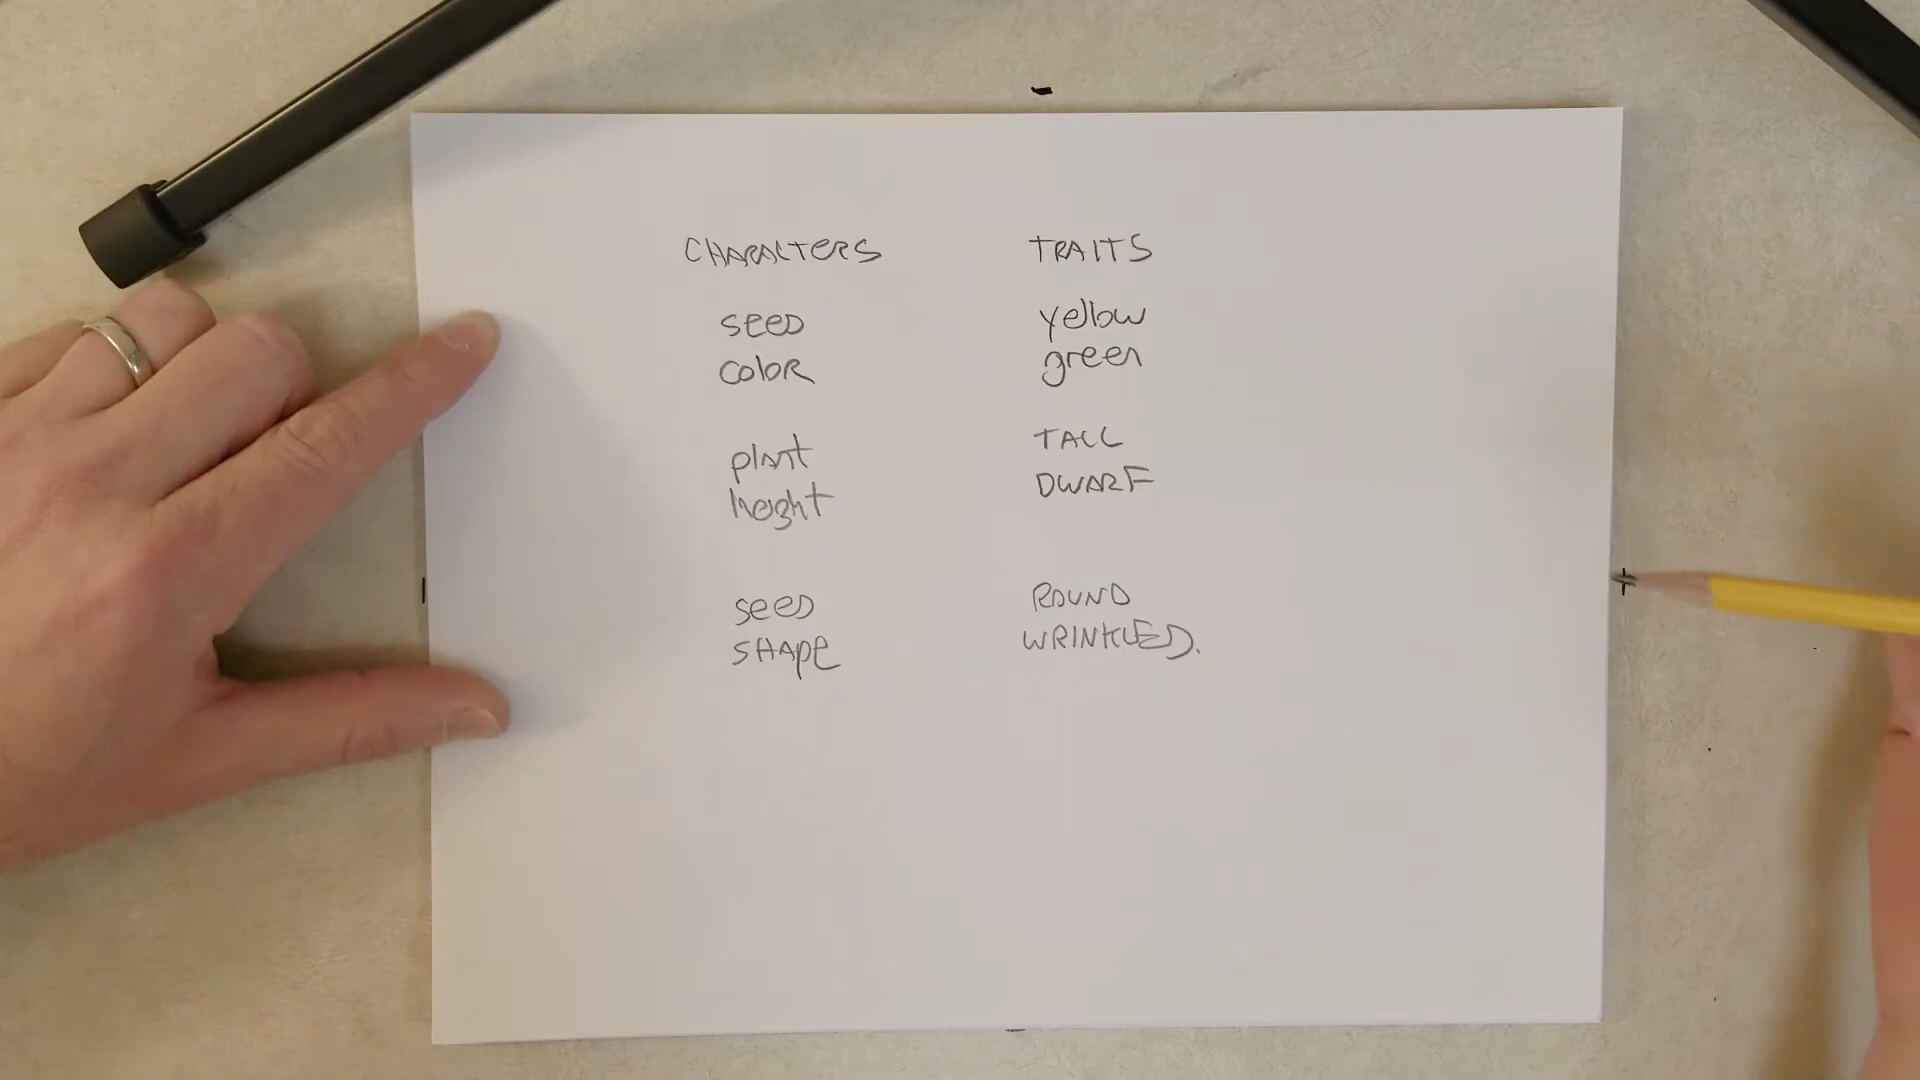 CHARACTERS TRAITS
seed yellow
color green
plant TALL
height DWARF
seed ROUND
SHAPE WRINKLED.